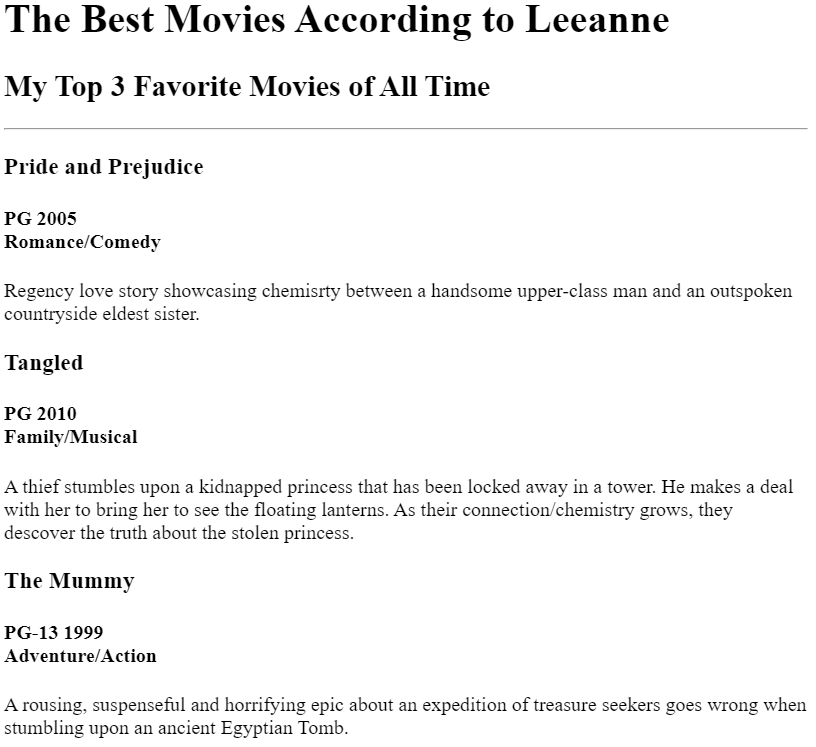 The Best Movies According to Leeanne
My Top 3 Favorite Movies of All Time
Pride and Prejudice
PG 2005
Romance/Comedy
Regency love story showcasing chemisrty between a handsome upper-class man and an outspoken
countryside eldest sister.
Tangled
PG 2010
Family/Musical
A thief stumbles upon a kidnapped princess that has been locked away in a tower. He makes a deal
with her to bring her to see the floating lanterns. As their connection/chemistry grows, they
descover the truth about the stolen princess.
The Mummy
PG-13 1999
Adventure/Action
A rousing, suspenseful and horrifying epic about an expedition of treasure seekers goes wrong when
stumbling upon an ancient Egyptian Tomb.